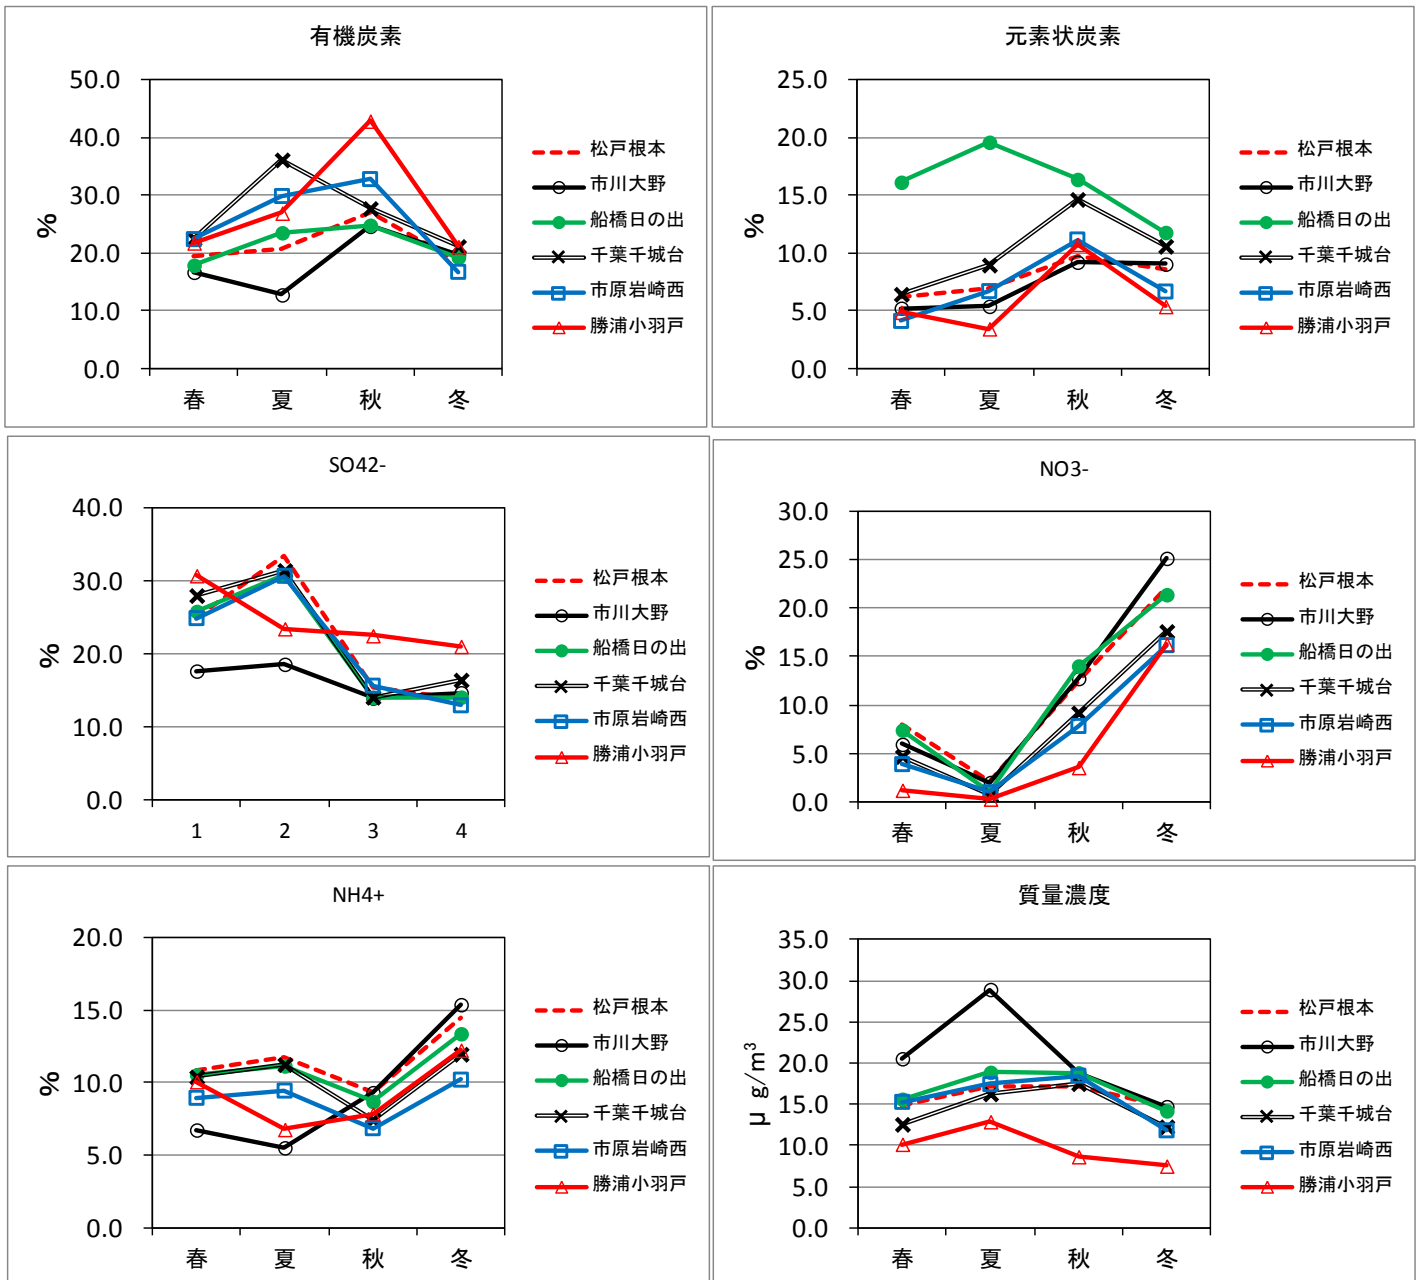 有機炭素
50.0
40.0
30.0
20.0
10.0
0.0
%
春 夏 秋 冬
松戸根本
市川大野
船橋日の出
千葉千城台
市原岩崎西
勝浦小羽戸
元素状炭素
25.0
20.0
15.0
10.0
5.0
0.0
%
春 夏 秋 冬
松戸根本
市川大野
船橋日の出
千葉千城台
市原岩崎西
勝浦小羽戸
SO42-
40.0
30.0
20.0
10.0
0.0
%
1 2 3 4
松戸根本
市川大野
船橋日の出
千葉千城台
市原岩崎西
勝浦小羽戸
NO3-
30.0
25.0
20.0
15.0
10.0
5.0
0.0
%
春 夏 秋 冬
松戸根本
市川大野
船橋日の出
千葉千城台
市原岩崎西
勝浦小羽戸
NH4+
20.0
15.0
10.0
5.0
0.0
%
春 夏 秋 冬
松戸根本
市川大野
船橋日の出
千葉千城台
市原岩崎西
勝浦小羽戸
質量濃度
35.0
30.0
25.0
20.0
15.0
10.0
5.0
0.0
μg/m³
春 夏 秋 冬
松戸根本
市川大野
船橋日の出
千葉千城台
市原岩崎西
勝浦小羽戸